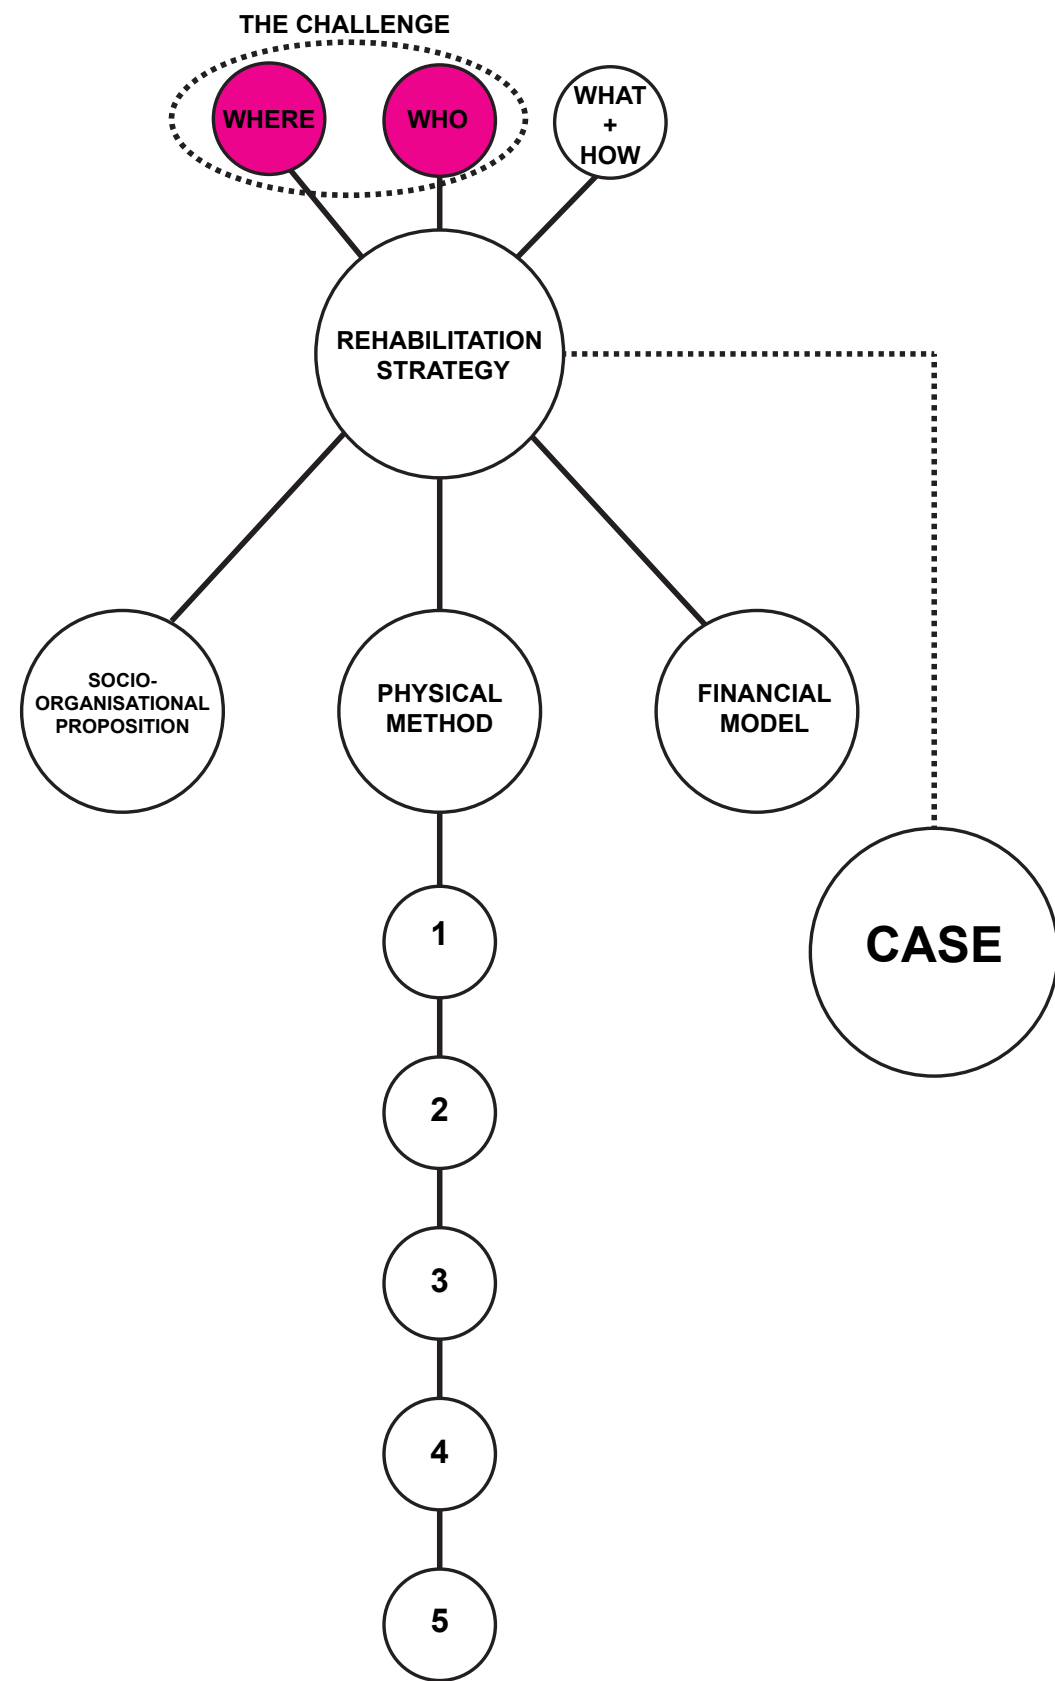 THE CHALLENGE
WHERE
WHO
WHAT
+
HOW
REHABILITATION
STRATEGY
SOCIO-
ORGANISATIONAL
PROPOSITION
PHYSICAL
METHOD
FINANCIAL
MODEL
1
CASE
2
3
4
5